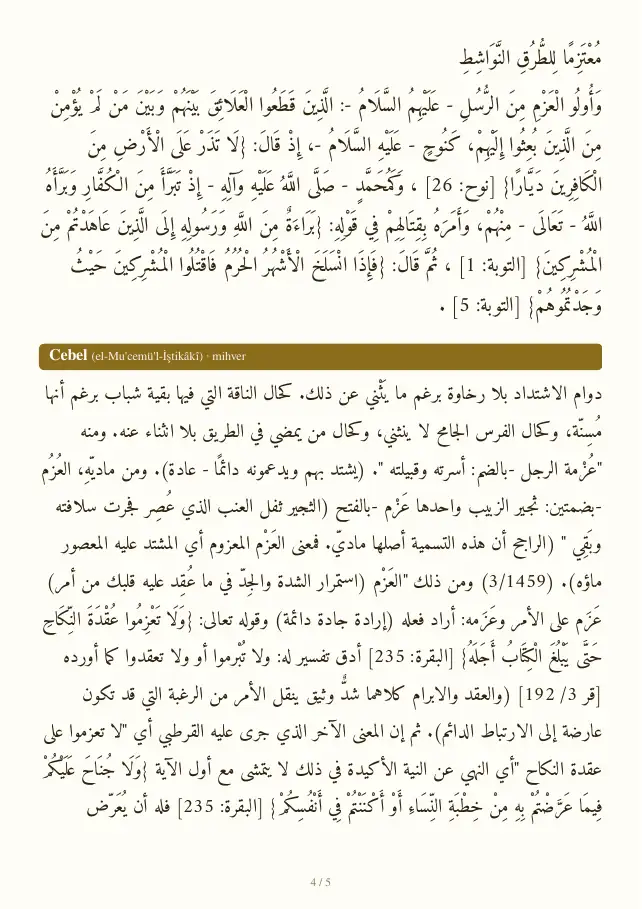 مُعْتَزِمًا لِلطُّرُقِ النَّوَاشِطِ
وَأُولُو الْعَزْمِ مِنَ الرُّسُلِ - عَلَيْهِمُ السَّلَامُ -: الَّذِينَ قَطَعُوا الْعَلَائِقَ بَيْنَهُمْ وَبَيْنَ مَنْ لَمْ يُؤْمِنْ
مِنَ الَّذِينَ بُعِثُوا إِلَيْهِمْ، كَنُوحٍ - عَلَيْهِ السَّلَامُ -، إِذْ قَالَ: {لَا تَذَرْ عَلَى الْأَرْضِ مِنَ
الْكَافِرِينَ دَيَّارًا} [نوح: 26] ، وَكَمُحَمَّدٍ - صَلَّى اللَّهُ عَلَيْهِ وَآلِهِ - إِذْ تَبَرَّأَ مِنَ الْكُفَّارِ وَبَرَّأَهُ
اللَّهُ - تَعَالَى - مِنْهُمْ، وَأَمَرَهُ بِقِتَالِهِمْ فِي قَوْلِهِ: {بَرَاءَةٌ مِنَ اللَّهِ وَرَسُولِهِ إِلَى الَّذِينَ عَاهَدْتُمْ مِنَ
الْمُشْرِكِينَ} [التوبة: 1] ، ثُمَّ قَالَ: {فَإِذَا انْسَلَخَ الْأَشْهُرُ الْحُرُمُ فَاقْتُلُوا الْمُشْرِكِينَ حَيْثُ
وَجَدْتُمُوهُمْ} [التوبة: 5] .
Cebel (el-Mu'cemü'l-İştikâkî) · mihver
دوام الاشتداد بلا رخاوة برغم ما يَثْني عن ذلك. كحال الناقة التي فيها بقية شباب برغم أنها
مُسِنّة، وكحال الفرس الجامح لا ينثني، وكحال من يمضي في الطريق بلا انثناء عنه. ومنه
"عُزْمة الرجل -بالضم: أسرته وقبيلته ". (يشتد بهم ويدعمونه دائمًا - عادة). ومن ماديّهِ، العُزُم
-بضمتين: ثجير الزبيب واحدها عَزْم -بالفتح (الثجير ثفل العنب الذي عُصِر فجرت سلافته
وبَقِي " (الراجح أن هذه التسمية أصلها ماديّ. فمعنى العَزْم المعزوم أي المشتد عليه المعصور
ماؤه). (3/1459) ومن ذلك "العَزْم (استمرار الشدة والجِدّ في ما عُقِد عليه قلبك من أمر)
عَزَم على الأمر وعَزَمه: أراد فعله (إرادة جادة دائمة) وقوله تعالى: {وَلَا تَعْزِمُوا عُقْدَةَ النِّكَاحِ
حَتَّى يَبْلُغَ الْكِتَابُ أَجَلَهُ} [البقرة: 235] أدق تفسير له: ولا تُبْرموا أو ولا تعقدوا كما أورده
[قر 3/ 192] (والعقد والابرام كلاهما شدٌّ وثيق ينقل الأمر من الرغبة التي قد تكون
عارضة إلى الارتباط الدائم). ثم إن المعنى الآخر الذي جرى عليه القرطبي أي "لا تعزموا على
عقدة النكاح "أي النهي عن النية الأكيدة في ذلك لا يتمشى مع أول الآية {وَلَا جُنَاحَ عَلَيْكُمْ
فِيمَا عَرَّضْتُمْ بِهِ مِنْ خِطْبَةِ النِّسَاءِ أَوْ أَكْنَنْتُمْ فِي أَنْفُسِكُمْ} [البقرة: 235] فله أن يُعَرّض
4 / 5